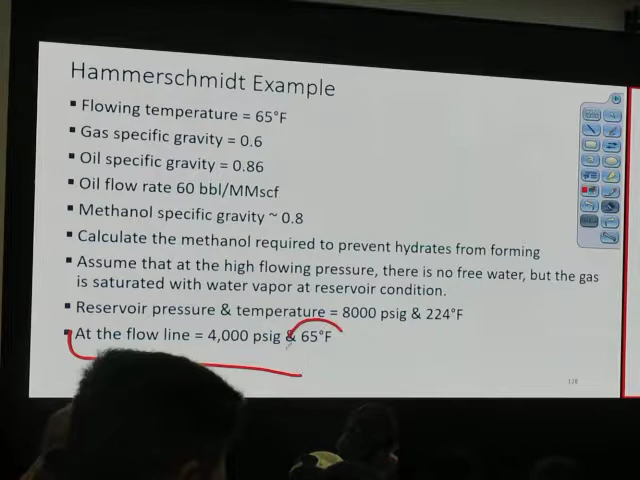 Hammerschmidt Example
▪ Flowing temperature = 65°F
▪ Gas specific gravity = 0.6
▪ Oil specific gravity = 0.86
▪ Oil flow rate 60 bbl/MMscf
▪ Methanol specific gravity ~ 0.8
▪ Calculate the methanol required to prevent hydrates from forming
▪ Assume that at the high flowing pressure, there is no free water, but the gas
is saturated with water vapor at reservoir condition.
▪ Reservoir pressure & temperature = 8000 psig & 224°F
▪ At the flow line = 4,000 psig & 65°F